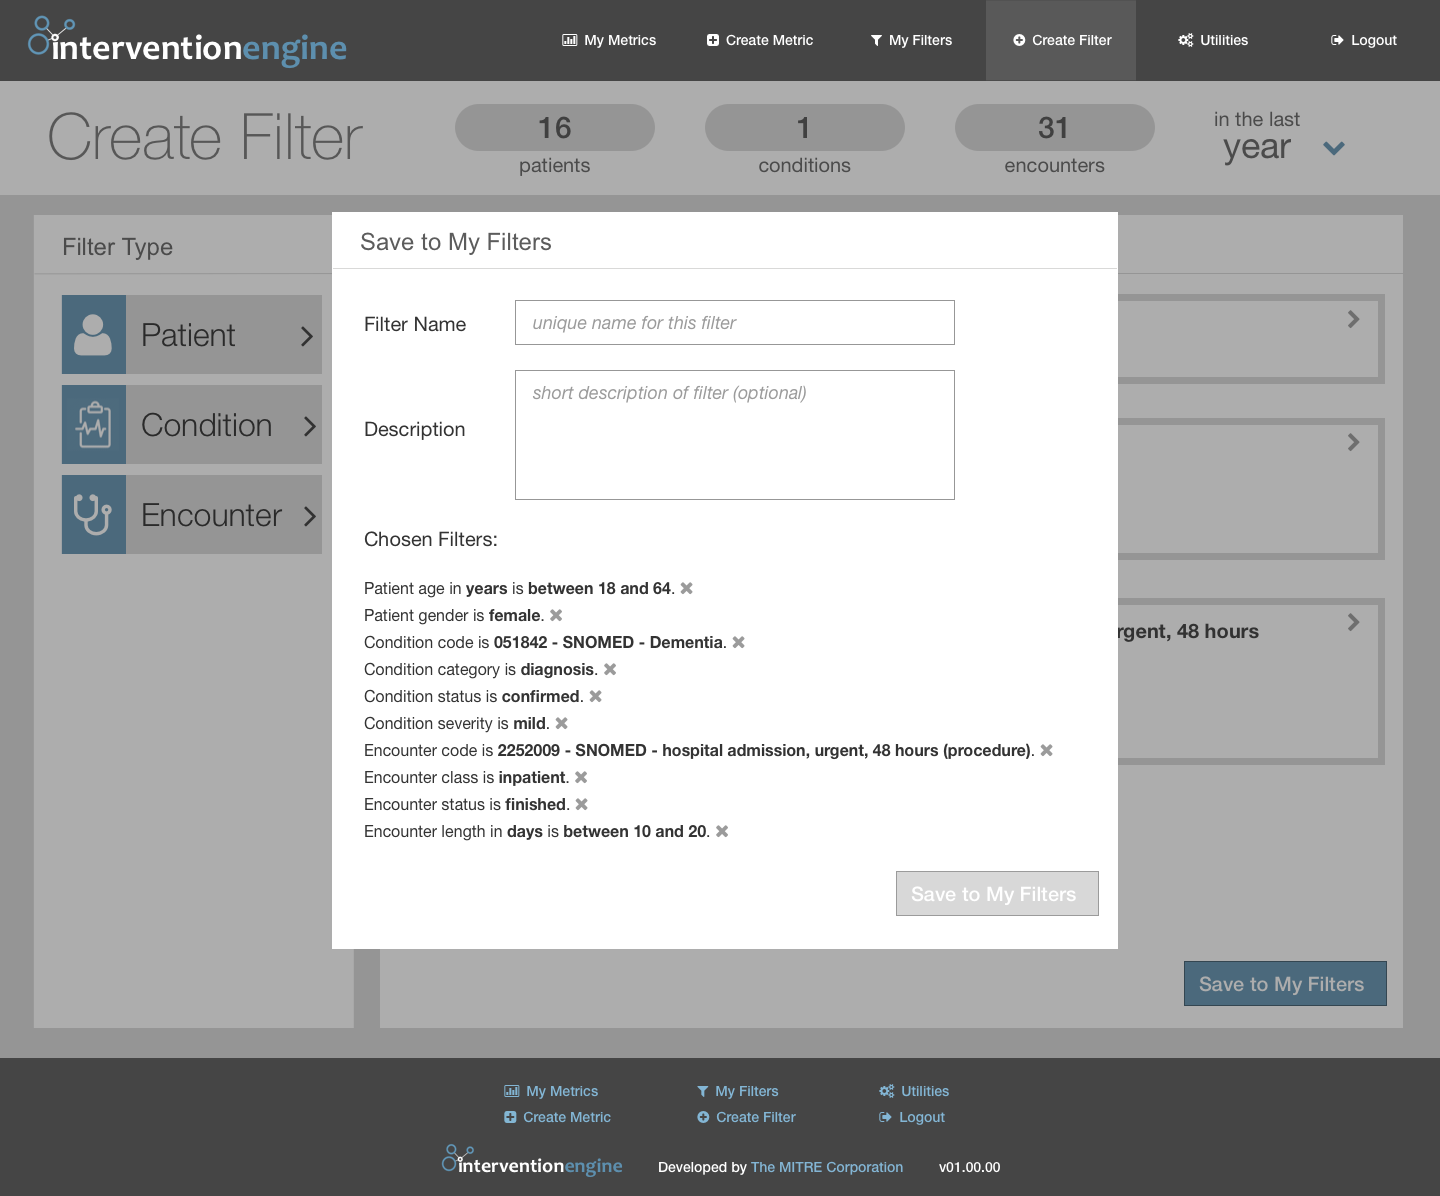 interventionengine
My Metrics
Create Metric
My Filters
Create Filter
Utilities
Logout
Create Filter
16
patients
1
conditions
31
encounters
in the last
year
Filter Type
Patient
Condition
Encounter
Save to My Filters
Filter Name
unique name for this filter
Description
short description of filter (optional)
Chosen Filters:
Patient age in years is between 18 and 64.
Patient gender is female.
Condition code is 051842 - SNOMED - Dementia.
Condition category is diagnosis.
Condition status is confirmed.
Condition severity is mild.
Encounter code is 2252009 - SNOMED - hospital admission, urgent, 48 hours (procedure).
Encounter class is inpatient.
Encounter status is finished.
Encounter length in days is between 10 and 20.
Save to My Filters
rgent, 48 hours
Save to My Filters
My Metrics
My Filters
Utilities
Create Metric
Create Filter
Logout
interventionengine
Developed by The MITRE Corporation
v01.00.00